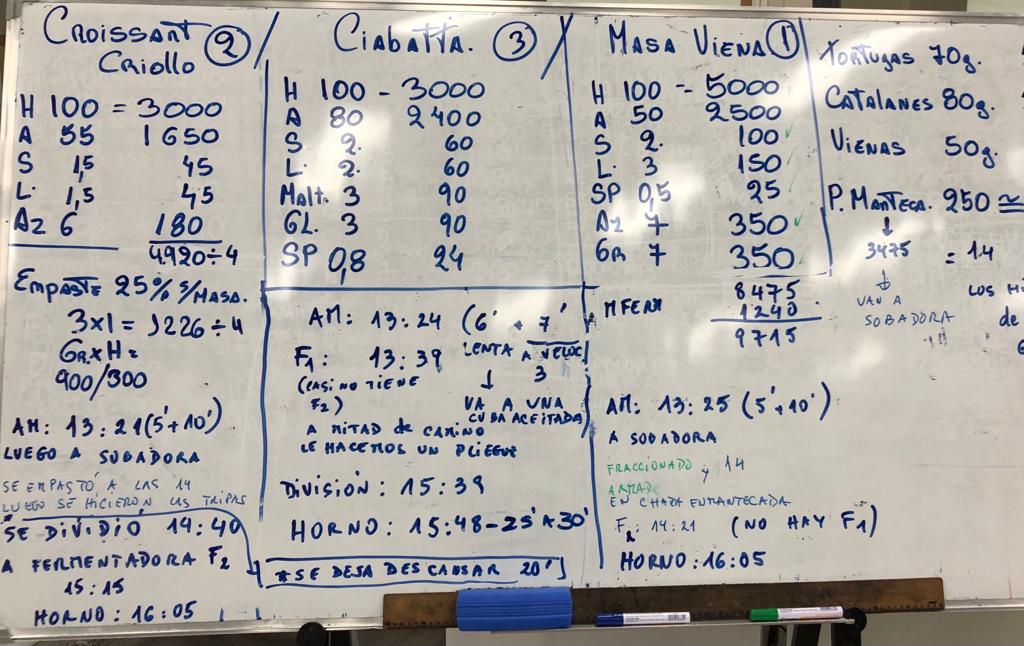 CROISSANT ②
CRIOLLO
H 100 = 3000
A 55 1650
S 1,5 45
L. 1,5 45
AZ 6 180
4920÷4
EMPASTE 25% S/MASA.
3x1 = 1226 ÷ 4
GR.xH=
900/300
AM: 13:21 (5'+10')
LUEGO A SOBADORA
SE EMPASTÓ A LAS 14
LUEGO SE HICIERON LAS TRIPAS
* SE DIVIDIÓ 14:40
A FERMENTADORA F2
15:15
HORNO: 16:05
CIABATTA. ③
H 100 - 3000
A 80 2400
S 2. 60
L. 2. 60
MALT. 3 90
GL. 3 90
SP 0,8 24
AM: 13:24 (6' + 7'
LENTA A VELOC
3
F1: 13:39
(CASI NO TIENE
F2)
↓
VA A UNA
CUBA ACEITADA)
A MITAD de CAMINO
LE HACEMOS UN PLIEGUE
DIVISIÓN: 15:39
HORNO: 15:48 - 25' A 30'
*SE DEJA DESCANSAR 20'
MASA VIENA ①
H 100 - 5000
A 50 2500
S 2. 100 ✓
L. 3 150 ✓
SP 0,5 25 ✓
AZ 7 350 ✓
GR 7 350
8475
MFERM 1240
9715
AM: 13:25 (5'+10')
A SOBADORA
FRACCIONADO y 14
ARMADO
EN CHAPA ENMANTECADA
F2: 14:21 (NO HAY F1)
HORNO: 16:05
TORTUGAS 70g.
CATALANES 80g.
VIENAS 50g.
P. MANTECA. 250 ≅
↓
3475 = 14
↓
VAN A
SOBADORA
LOS
de